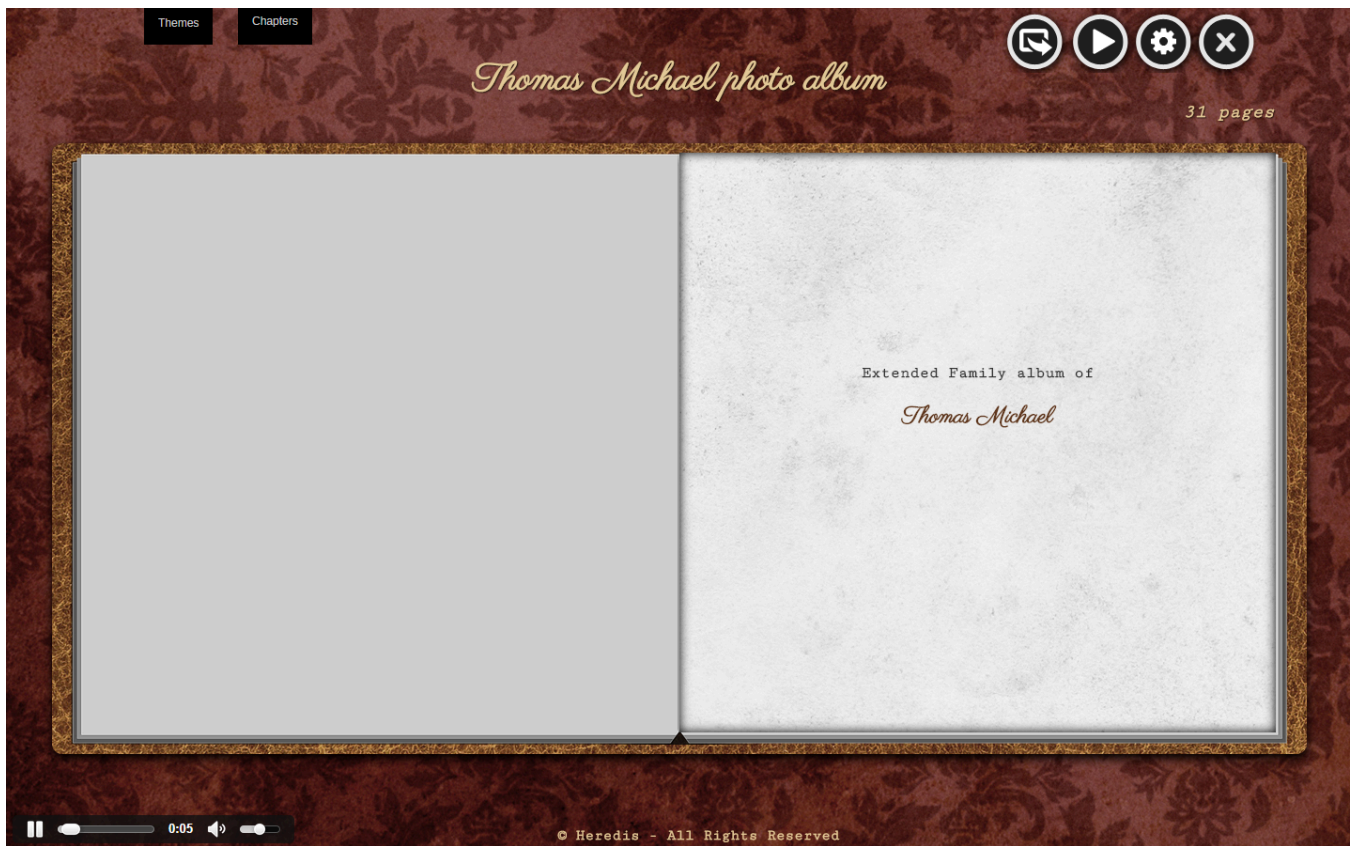 Themes
Chapters
Thomas Michael photo album
31 pages
Extended Family album of
Thomas Michael
0:05
© Heredis - All Rights Reserved